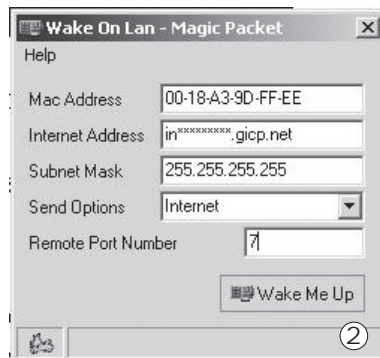 Wake On Lan - Magic Packet
Help
Mac Address 00-18-A3-9D-FF-EE
Internet Address in*********.gicp.net
Subnet Mask 255.255.255.255
Send Options Internet
Remote Port Number 7
Wake Me Up
②